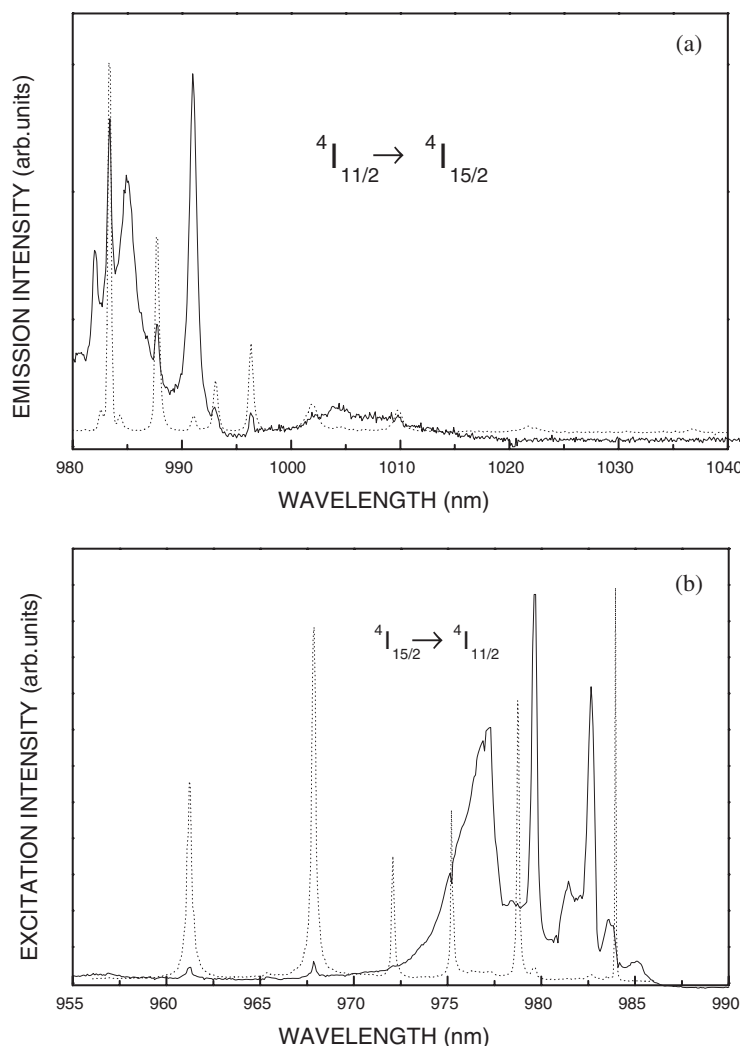 (a)
EMISSION INTENSITY (arb.units)
⁴I₁₁/₂ → ⁴I₁₅/₂
980 990 1000 1010 1020 1030 1040
WAVELENGTH (nm)
(b)
EXCITATION INTENSITY (arb.units)
⁴I₁₅/₂ → ⁴I₁₁/₂
955 960 965 970 975 980 985 990
WAVELENGTH (nm)